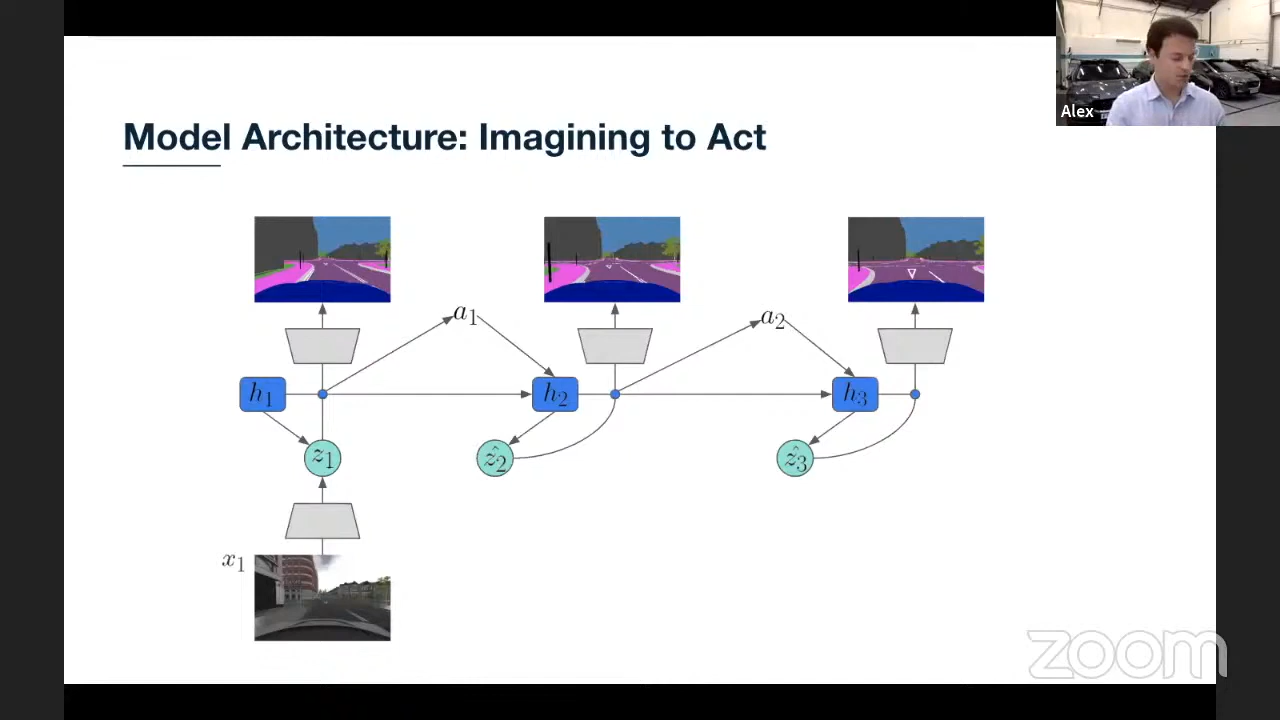 Alex
Model Architecture: Imagining to Act
a1
a2
h1
h2
h3
z1
ẑ2
ẑ3
x1
zoom